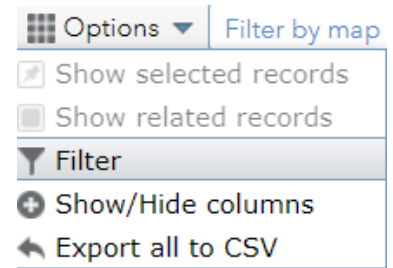 Options Filter by map
Show selected records
Show related records
Filter
Show/Hide columns
Export all to CSV